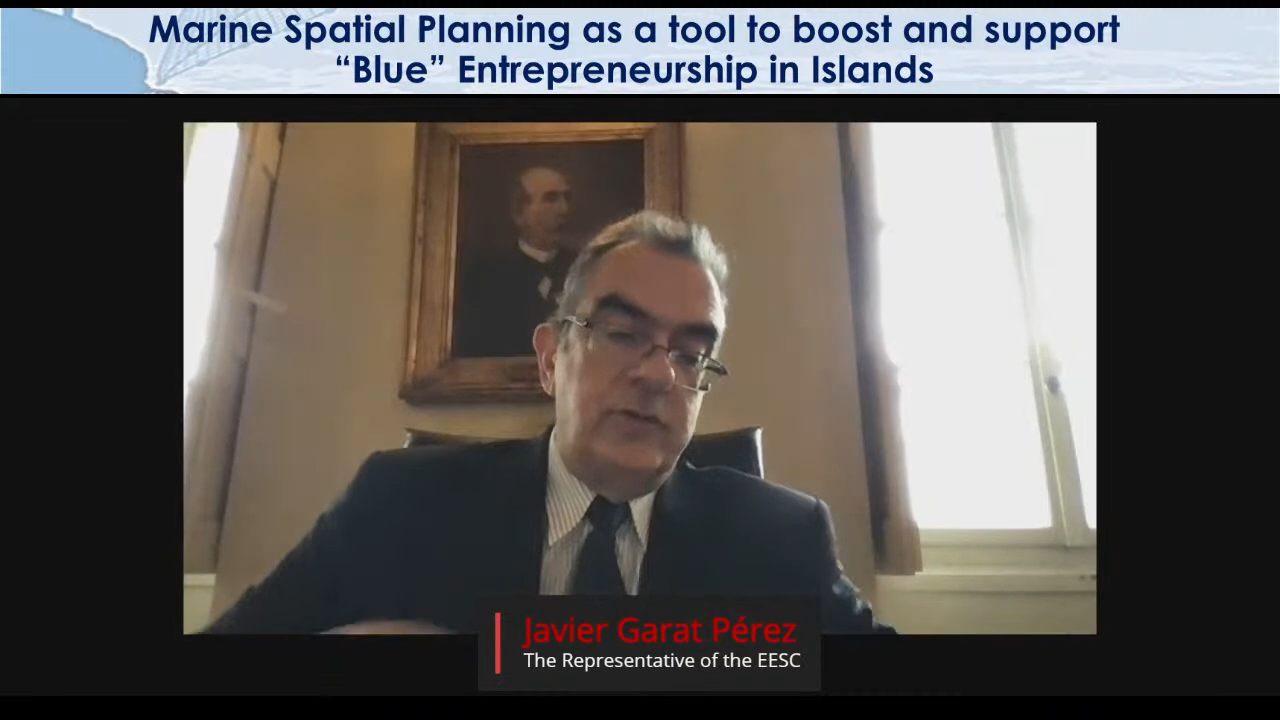 Marine Spatial Planning as a tool to boost and support
“Blue” Entrepreneurship in Islands
Javier Garat Pérez
The Representative of the EESC